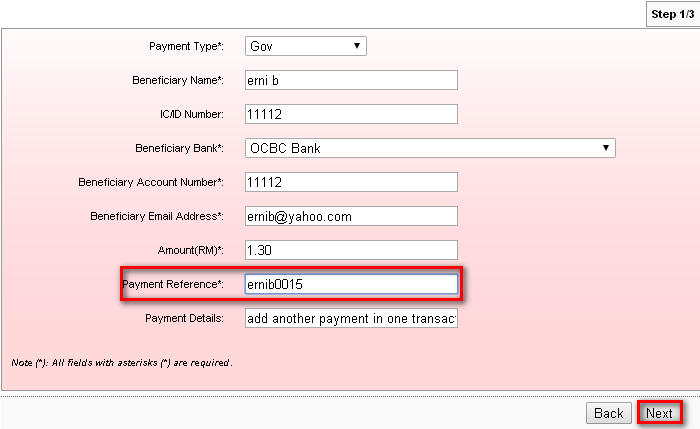 Step 1/3
Payment Type*: Gov
Beneficiary Name*: erni b
IC/ID Number: 11112
Beneficiary Bank*: OCBC Bank
Beneficiary Account Number*: 11112
Beneficiary Email Address*: ernib@yahoo.com
Amount(RM)*: 1.30
Payment Reference*: ernib0015
Payment Details: add another payment in one transac
Note (*): All fields with asterisks (*) are required.
Back Next